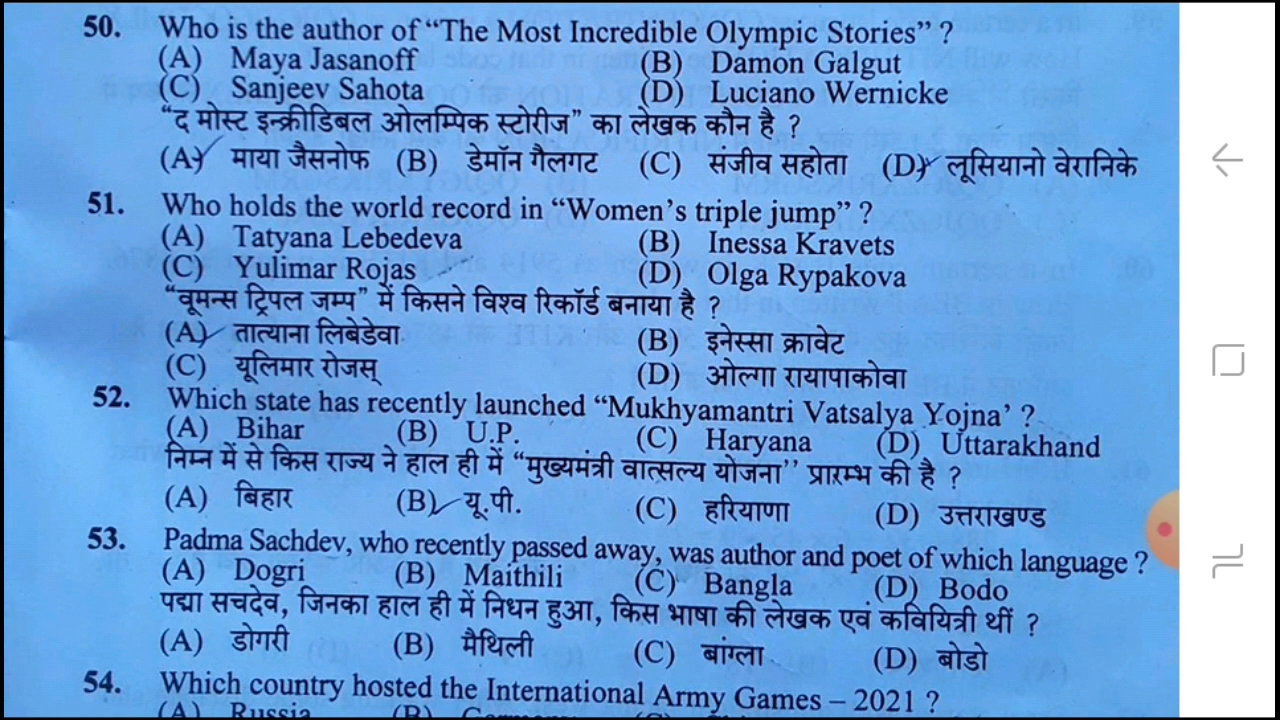 50. Who is the author of “The Most Incredible Olympic Stories” ?
(A) Maya Jasanoff (B) Damon Galgut
(C) Sanjeev Sahota (D) Luciano Wernicke
“द मोस्ट इन्क्रीडिबल ओलम्पिक स्टोरीज” का लेखक कौन है ?
(A) माया जैसनोफ (B) डेमॉन गैलगट (C) संजीव सहोता (D) लूसियानो वेरानिके
51. Who holds the world record in “Women’s triple jump” ?
(A) Tatyana Lebedeva (B) Inessa Kravets
(C) Yulimar Rojas (D) Olga Rypakova
“वूमन्स ट्रिपल जम्प” में किसने विश्व रिकॉर्ड बनाया है ?
(A) तात्याना लिबेडेवा (B) इनेस्सा क्रावेट
(C) यूलिमार रोजस् (D) ओल्गा रायापाकोवा
52. Which state has recently launched “Mukhyamantri Vatsalya Yojna’ ?
(A) Bihar (B) U.P. (C) Haryana (D) Uttarakhand
निम्न में से किस राज्य ने हाल ही में “मुख्यमंत्री वात्सल्य योजना’’ प्रारम्भ की है ?
(A) बिहार (B) यू.पी. (C) हरियाणा (D) उत्तराखण्ड
53. Padma Sachdev, who recently passed away, was author and poet of which language ?
(A) Dogri (B) Maithili (C) Bangla (D) Bodo
पद्मा सचदेव, जिनका हाल ही में निधन हुआ, किस भाषा की लेखक एवं कवियित्री थीं ?
(A) डोगरी (B) मैथिली (C) बांग्ला (D) बोडो
54. Which country hosted the International Army Games – 2021 ?
(A) Russia (B) Germany